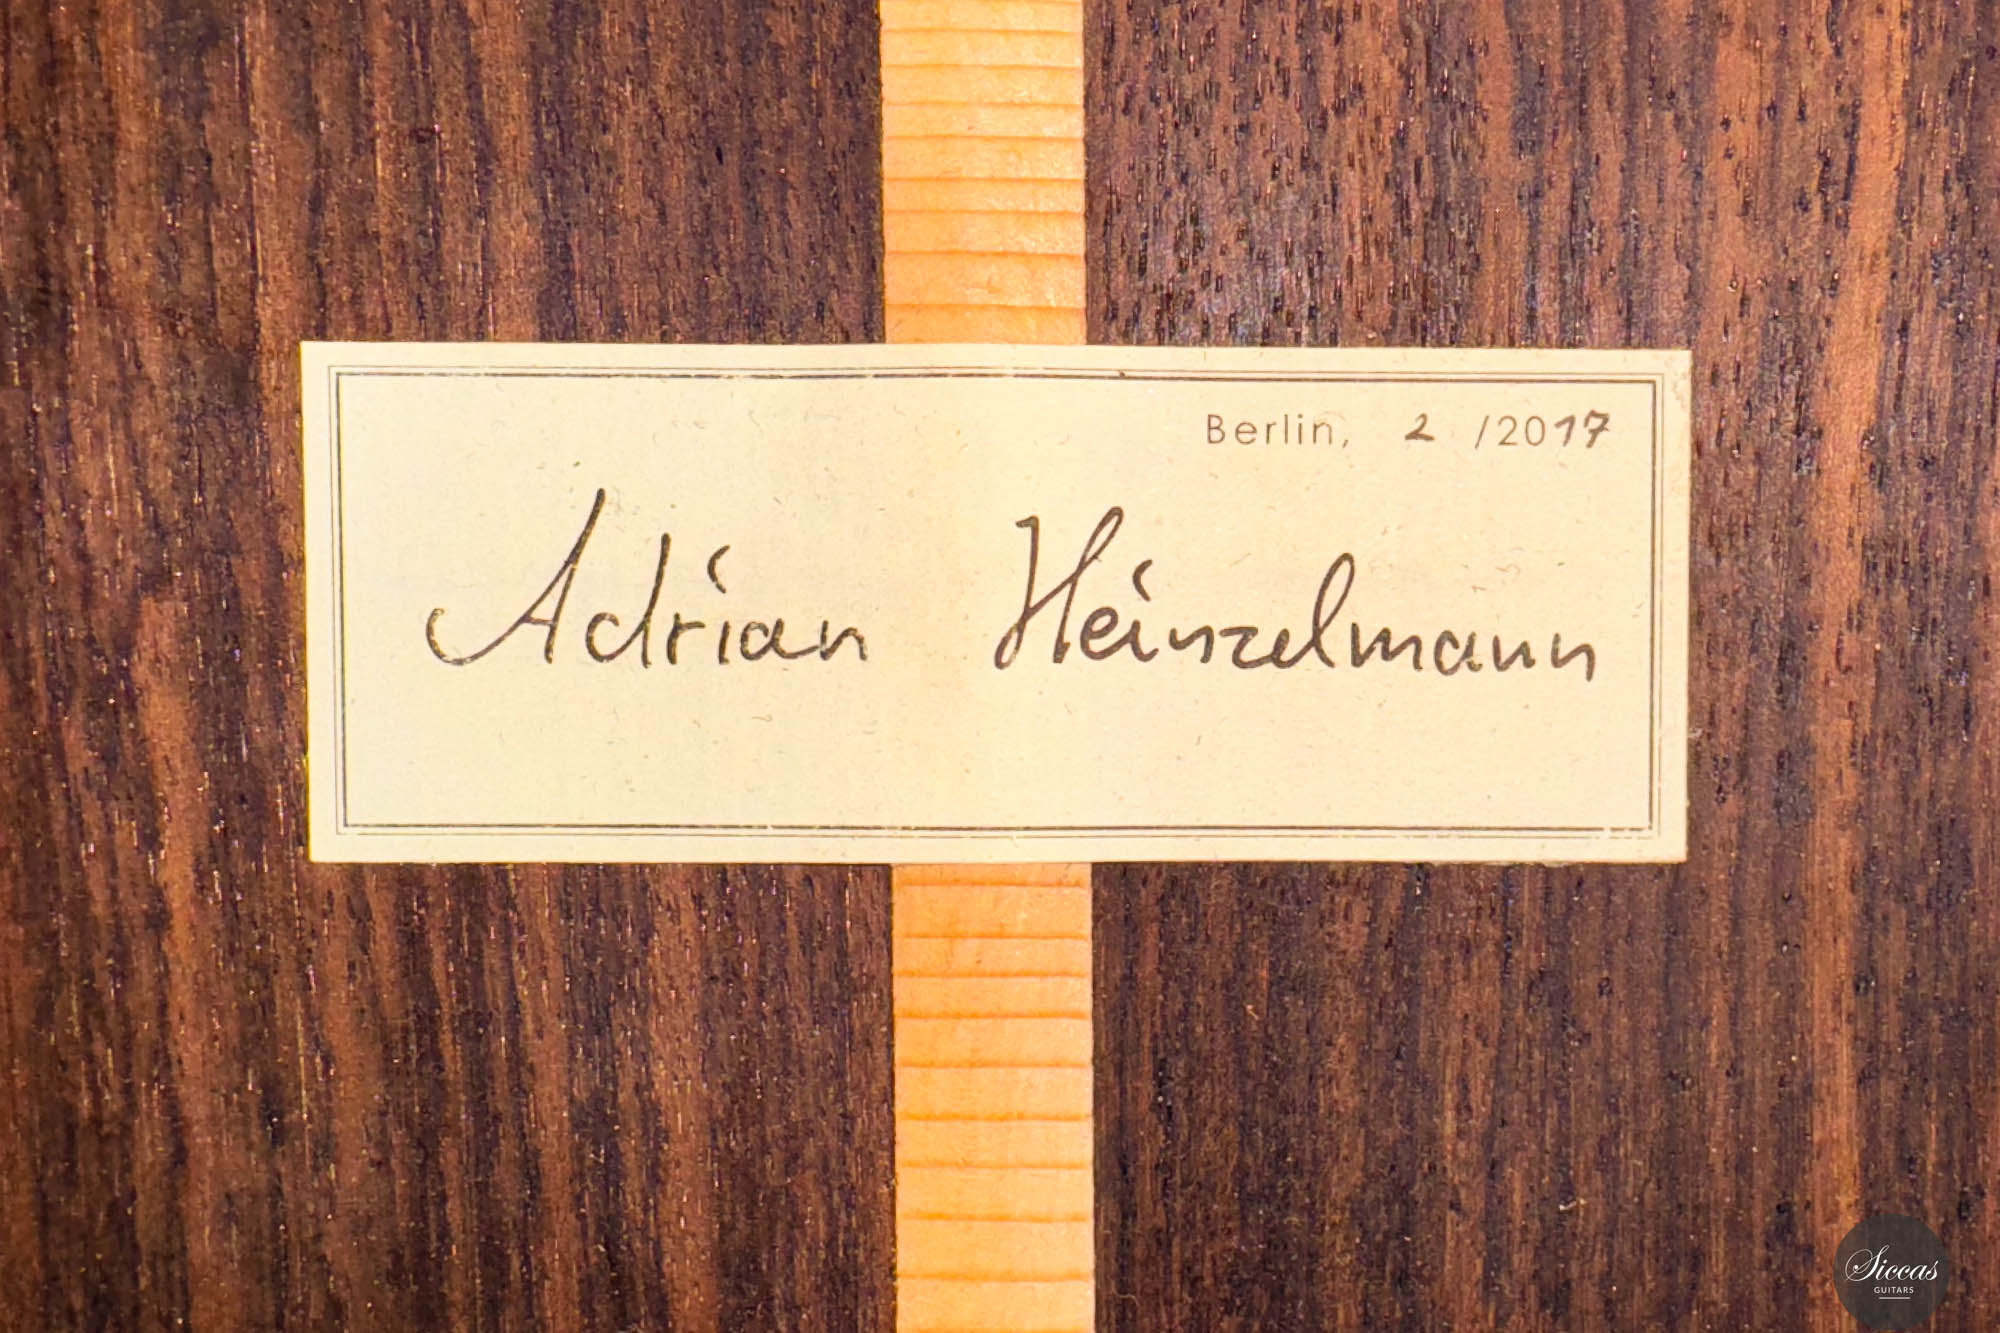 Berlin, 2 /2017
Adrian Heinzelmann
Siccas
GUITARS